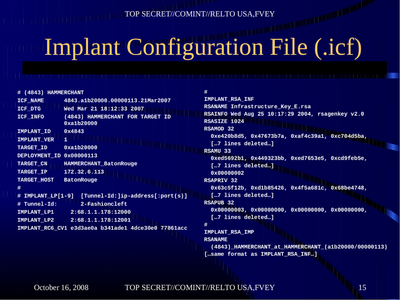 TOP SECRET//COMINT//RELTO USA,FVEY
Implant Configuration File (.icf)
# (4843) HAMMERCHANT
ICF_NAME 4843.a1b20000.00000113.21Mar2007
ICF_DTG Wed Mar 21 18:12:33 2007
ICF_INFO (4843) HAMMERCHANT FOR TARGET ID
0xa1b20000
IMPLANT_ID 0x4843
IMPLANT_VER 1
TARGET_ID 0xa1b20000
DEPLOYMENT_ID 0x00000113
TARGET_CN HAMMERCHANT_BatonRouge
TARGET_IP 172.32.6.113
TARGET_HOST BatonRouge
#
# IMPLANT_LP[1-9] [Tunnel-Id:]ip-address[:port(s)]
# Tunnel-Id: 2-Fashioncleft
IMPLANT_LP1 2:68.1.1.178:12000
IMPLANT_LP2 2:68.1.1.178:12001
IMPLANT_RC6_CV1 e3d3ae0a b341ade1 4dce30e0 77861acc
#
IMPLANT_RSA_INF
RSANAME Infrastructure_Key_E.rsa
RSAINFO Wed Aug 25 10:17:29 2004, rsagenkey v2.0
RSASIZE 1024
RSAMOD 32
0xe420b8d5, 0x47673b7a, 0xaf4c39a1, 0xc704d5ba,
[…7 lines deleted…]
RSAMU 33
0xed5692b1, 0x449323bb, 0xed7653e5, 0xcd9feb5e,
[…7 lines deleted…]
0x00000002
RSAPRIV 32
0x63c5f12b, 0xd1b85426, 0x4f5a681c, 0x68be4748,
[…7 lines deleted…]
RSAPUB 32
0x00000003, 0x00000000, 0x00000000, 0x00000000,
[…7 lines deleted…]
#
IMPLANT_RSA_IMP
RSANAME
(4843)_HAMMERCHANT_at_HAMMERCHANT_(a1b20000/00000113)
[…same format as IMPLANT_RSA_INF…]
October 16, 2008 TOP SECRET//COMINT//RELTO USA,FVEY 15